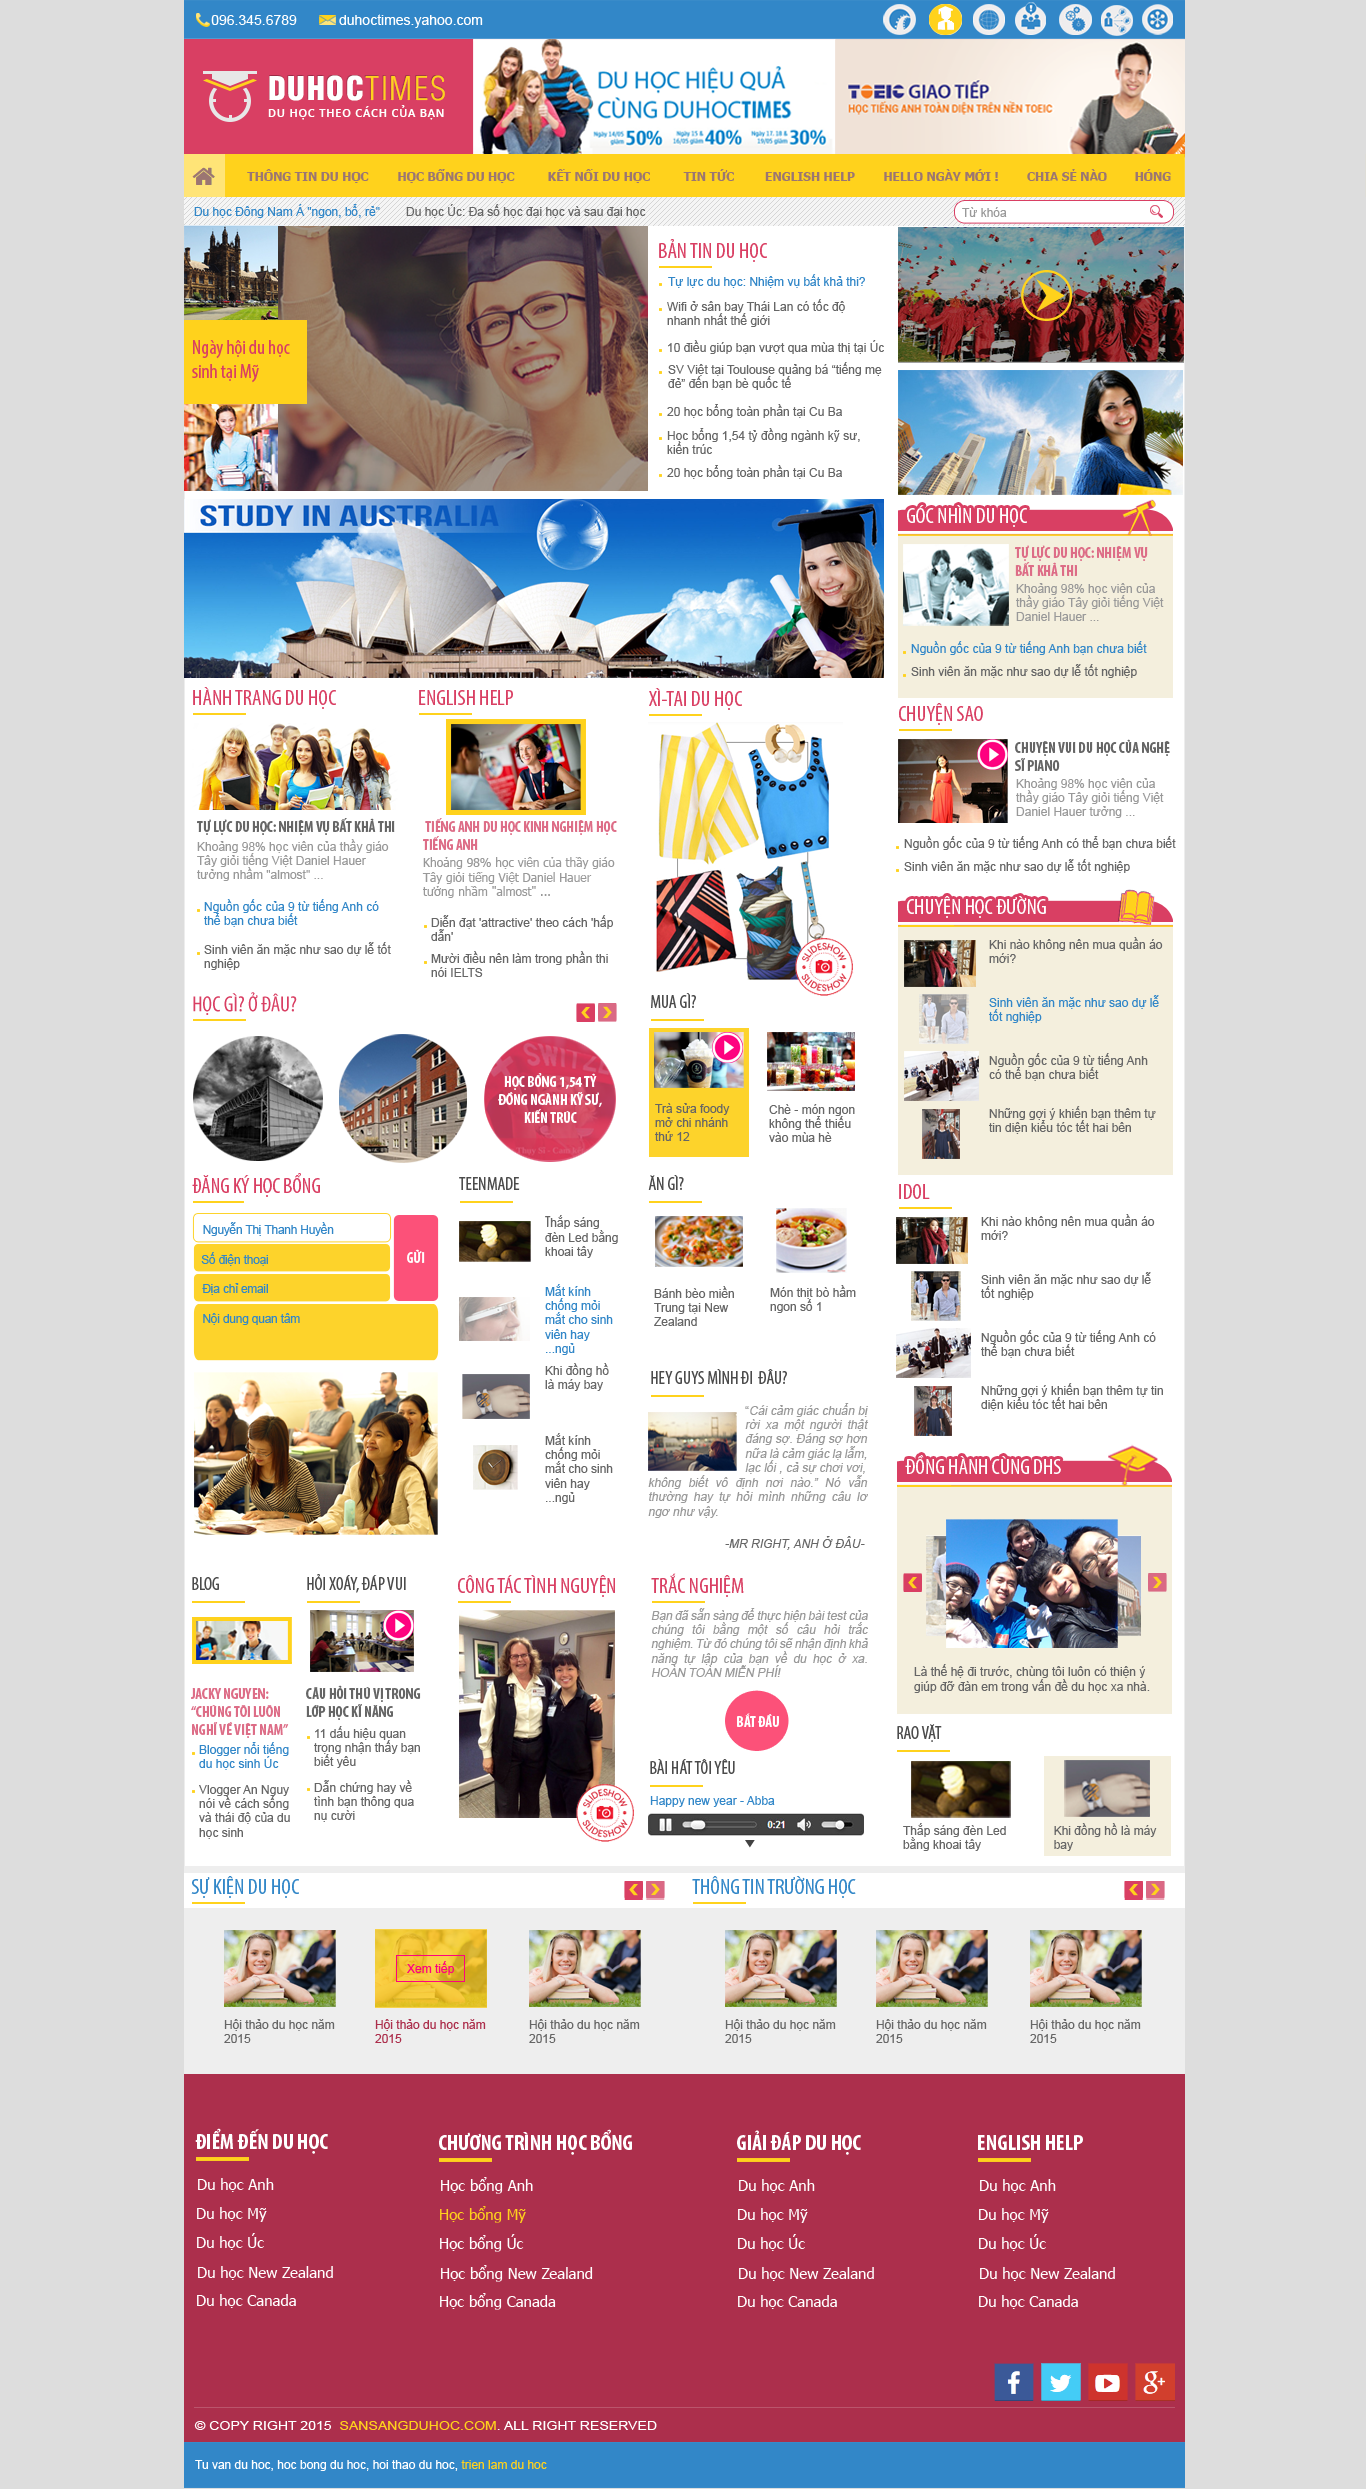 096.345.6789
duhoctimes.yahoo.com
DUHOCTIMES
DU HỌC THEO CÁCH CỦA BẠN
DU HỌC HIỆU QUẢ
CÙNG DUHOCTIMES
Ngày 14/05 giảm 50%
Ngày 15 & 16/05 giảm 40%
Ngày 17, 18 & 19/05 giảm 30%
TOEIC GIAO TIẾP
HỌC TIẾNG ANH TOÀN DIỆN TRÊN NỀN TOEIC
THÔNG TIN DU HỌC
HỌC BỔNG DU HỌC
KẾT NỐI DU HỌC
TIN TỨC
ENGLISH HELP
HELLO NGÀY MỚI !
CHIA SẺ NÀO
HÓNG
Du học Đông Nam Á "ngon, bổ, rẻ"
Du học Úc: Đa số học đại học và sau đại học
Từ khóa
Ngày hội du học
sinh tại Mỹ
BẢN TIN DU HỌC
Tự lực du học: Nhiệm vụ bất khả thi?
Wifi ở sân bay Thái Lan có tốc độ
nhanh nhất thế giới
10 điều giúp bạn vượt qua mùa thi tại Úc
SV Việt tại Toulouse quảng bá “tiếng mẹ
đẻ” đến bạn bè quốc tế
20 học bổng toàn phần tại Cu Ba
Học bổng 1,54 tỷ đồng ngành kỹ sư,
kiến trúc
20 học bổng toàn phần tại Cu Ba
STUDY IN AUSTRALIA
GÓC NHÌN DU HỌC
TỰ LỰC DU HỌC: NHIỆM VỤ
BẤT KHẢ THI
Khoảng 98% học viên của
thầy giáo Tây giỏi tiếng Việt
Daniel Hauer ...
Nguồn gốc của 9 từ tiếng Anh bạn chưa biết
Sinh viên ăn mặc như sao dự lễ tốt nghiệp
HÀNH TRANG DU HỌC
TỰ LỰC DU HỌC: NHIỆM VỤ BẤT KHẢ THI
Khoảng 98% học viên của thầy giáo
Tây giỏi tiếng Việt Daniel Hauer
tưởng nhầm "almost" ...
Nguồn gốc của 9 từ tiếng Anh có
thể bạn chưa biết
Sinh viên ăn mặc như sao dự lễ tốt
nghiệp
ENGLISH HELP
TIẾNG ANH DU HỌC KINH NGHIỆM HỌC
TIẾNG ANH
Khoảng 98% học viên của thầy giáo
Tây giỏi tiếng Việt Daniel Hauer
tưởng nhầm "almost" ...
Diễn đạt 'attractive' theo cách 'hấp
dẫn'
Mười điều nên làm trong phần thi
nói IELTS
XÌ-TAI DU HỌC
SLIDESHOW
SLIDESHOW
CHUYỆN SAO
CHUYỆN VUI DU HỌC CỦA NGHỆ
SĨ PIANO
Khoảng 98% học viên của
thầy giáo Tây giỏi tiếng Việt
Daniel Hauer tưởng ...
Nguồn gốc của 9 từ tiếng Anh có thể bạn chưa biết
Sinh viên ăn mặc như sao dự lễ tốt nghiệp
CHUYỆN HỌC ĐƯỜNG
Khi nào không nên mua quần áo
mới?
Sinh viên ăn mặc như sao dự lễ
tốt nghiệp
Nguồn gốc của 9 từ tiếng Anh
có thể bạn chưa biết
Những gợi ý khiến bạn thêm tự
tin diện kiểu tóc tết hai bên
HỌC GÌ? Ở ĐÂU?
HỌC BỔNG 1,54 TỶ
ĐỒNG NGÀNH KỸ SƯ,
KIẾN TRÚC
MUA GÌ?
Trà sữa foody
mở chi nhánh
thứ 12
Chè - món ngon
không thể thiếu
vào mùa hè
ĐĂNG KÝ HỌC BỔNG
Nguyễn Thị Thanh Huyền
Số điện thoại
Địa chỉ email
Nội dung quan tâm
GỬI
TEENMADE
Thắp sáng
đèn Led bằng
khoai tây
Mắt kính
chống mỏi
mắt cho sinh
viên hay
...ngủ
Khi đồng hồ
là máy bay
Mắt kính
chống mỏi
mắt cho sinh
viên hay
...ngủ
ĂN GÌ?
Bánh bèo miền
Trung tại New
Zealand
Món thịt bò hầm
ngon số 1
HEY GUYS MÌNH ĐI ĐÂU?
“Cái cảm giác chuẩn bị
rời xa một người thật
đáng sợ. Đáng sợ hơn
nữa là cảm giác lạ lẫm,
lạc lối , cả sự chơi vơi,
không biết vô định nơi nào.” Nó vẫn
thường hay tự hỏi mình những câu lơ
ngơ như vậy.
-MR RIGHT, ANH Ở ĐÂU-
IDOL
Khi nào không nên mua quần áo
mới?
Sinh viên ăn mặc như sao dự lễ
tốt nghiệp
Nguồn gốc của 9 từ tiếng Anh có
thể bạn chưa biết
Những gợi ý khiến bạn thêm tự tin
diện kiểu tóc tết hai bên
ĐỒNG HÀNH CÙNG DHS
Là thế hệ đi trước, chùng tôi luôn có thiện ý
giúp đỡ đàn em trong vấn đề du học xa nhà.
BLOG
JACKY NGUYEN:
“CHÚNG TÔI LUÔN
NGHĨ VỀ VIỆT NAM”
Blogger nổi tiếng
du học sinh Úc
Vlogger An Nguy
nói về cách sống
và thái độ của du
học sinh
HỎI XOÁY, ĐÁP VUI
CÂU HỎI THÚ VỊ TRONG
LỚP HỌC KĨ NĂNG
11 dấu hiệu quan
trọng nhận thấy bạn
biết yêu
Dẫn chứng hay về
tình bạn thông qua
nụ cười
CÔNG TÁC TÌNH NGUYỆN
SLIDESHOW
SLIDESHOW
TRẮC NGHIỆM
Bạn đã sẵn sàng để thực hiện bài test của
chúng tôi bằng một số câu hỏi trắc
nghiệm. Từ đó chúng tôi sẽ nhận định khả
năng tự lập của bạn về du học ở xa.
HOÀN TOÀN MIỄN PHÍ!
BẮT ĐẦU
BÀI HÁT TÔI YÊU
Happy new year - Abba
0:21
RAO VẶT
Thắp sáng đèn Led
bằng khoai tây
Khi đồng hồ là máy
bay
SỰ KIỆN DU HỌC
THÔNG TIN TRƯỜNG HỌC
Xem tiếp
Hội thảo du học năm
2015
Hội thảo du học năm
2015
Hội thảo du học năm
2015
Hội thảo du học năm
2015
Hội thảo du học năm
2015
Hội thảo du học năm
2015
ĐIỂM ĐẾN DU HỌC
Du học Anh
Du học Mỹ
Du học Úc
Du học New Zealand
Du học Canada
CHƯƠNG TRÌNH HỌC BỔNG
Học bổng Anh
Học bổng Mỹ
Học bổng Úc
Học bổng New Zealand
Học bổng Canada
GIẢI ĐÁP DU HỌC
Du học Anh
Du học Mỹ
Du học Úc
Du học New Zealand
Du học Canada
ENGLISH HELP
Du học Anh
Du học Mỹ
Du học Úc
Du học New Zealand
Du học Canada
© COPY RIGHT 2015 SANSANGDUHOC.COM. ALL RIGHT RESERVED
Tu van du hoc, hoc bong du hoc, hoi thao du hoc, trien lam du hoc